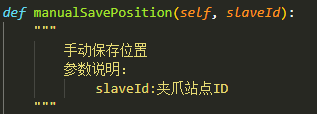 def manualSavePosition(self, slaveId):
"""
手动保存位置
参数说明：
slaveId:夹爪站点ID
"""